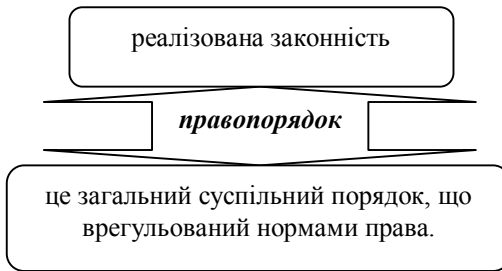 реалізована законність
правопорядок
це загальний суспільний порядок, що
врегульований нормами права.